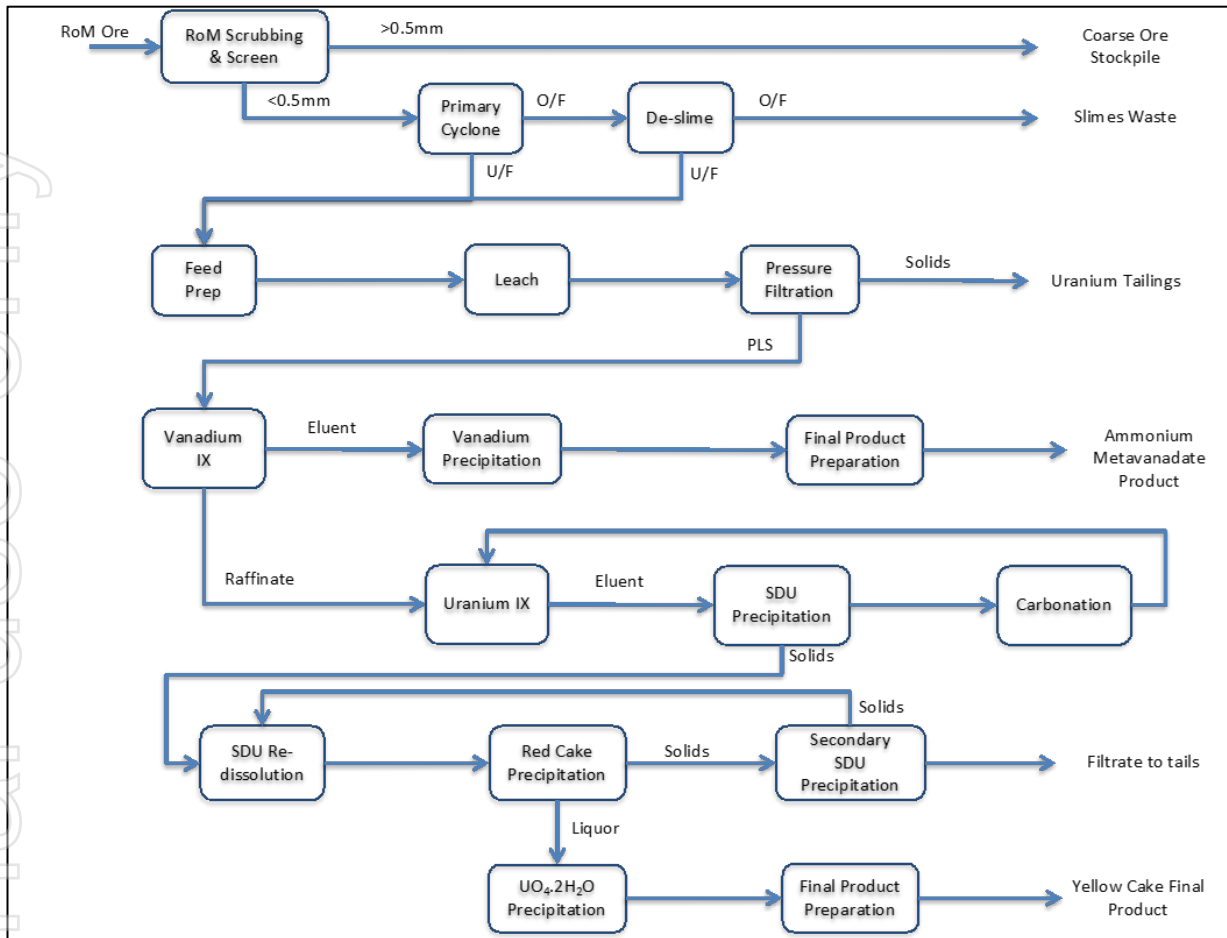 RoM Ore
RoM Scrubbing
& Screen
>0.5mm
Coarse Ore
Stockpile
<0.5mm
Primary
Cyclone
O/F
De-slime
O/F
Slimes Waste
U/F
U/F
Feed
Prep
Leach
Pressure
Filtration
Solids
Uranium Tailings
PLS
Vanadium
IX
Eluent
Vanadium
Precipitation
Final Product
Preparation
Ammonium
Metavanadate
Product
Raffinate
Uranium IX
Eluent
SDU
Precipitation
Carbonation
Solids
Solids
SDU Re-
dissolution
Red Cake
Precipitation
Solids
Secondary
SDU
Precipitation
Filtrate to tails
Liquor
UO₄.2H₂O
Precipitation
Final Product
Preparation
Yellow Cake Final
Product